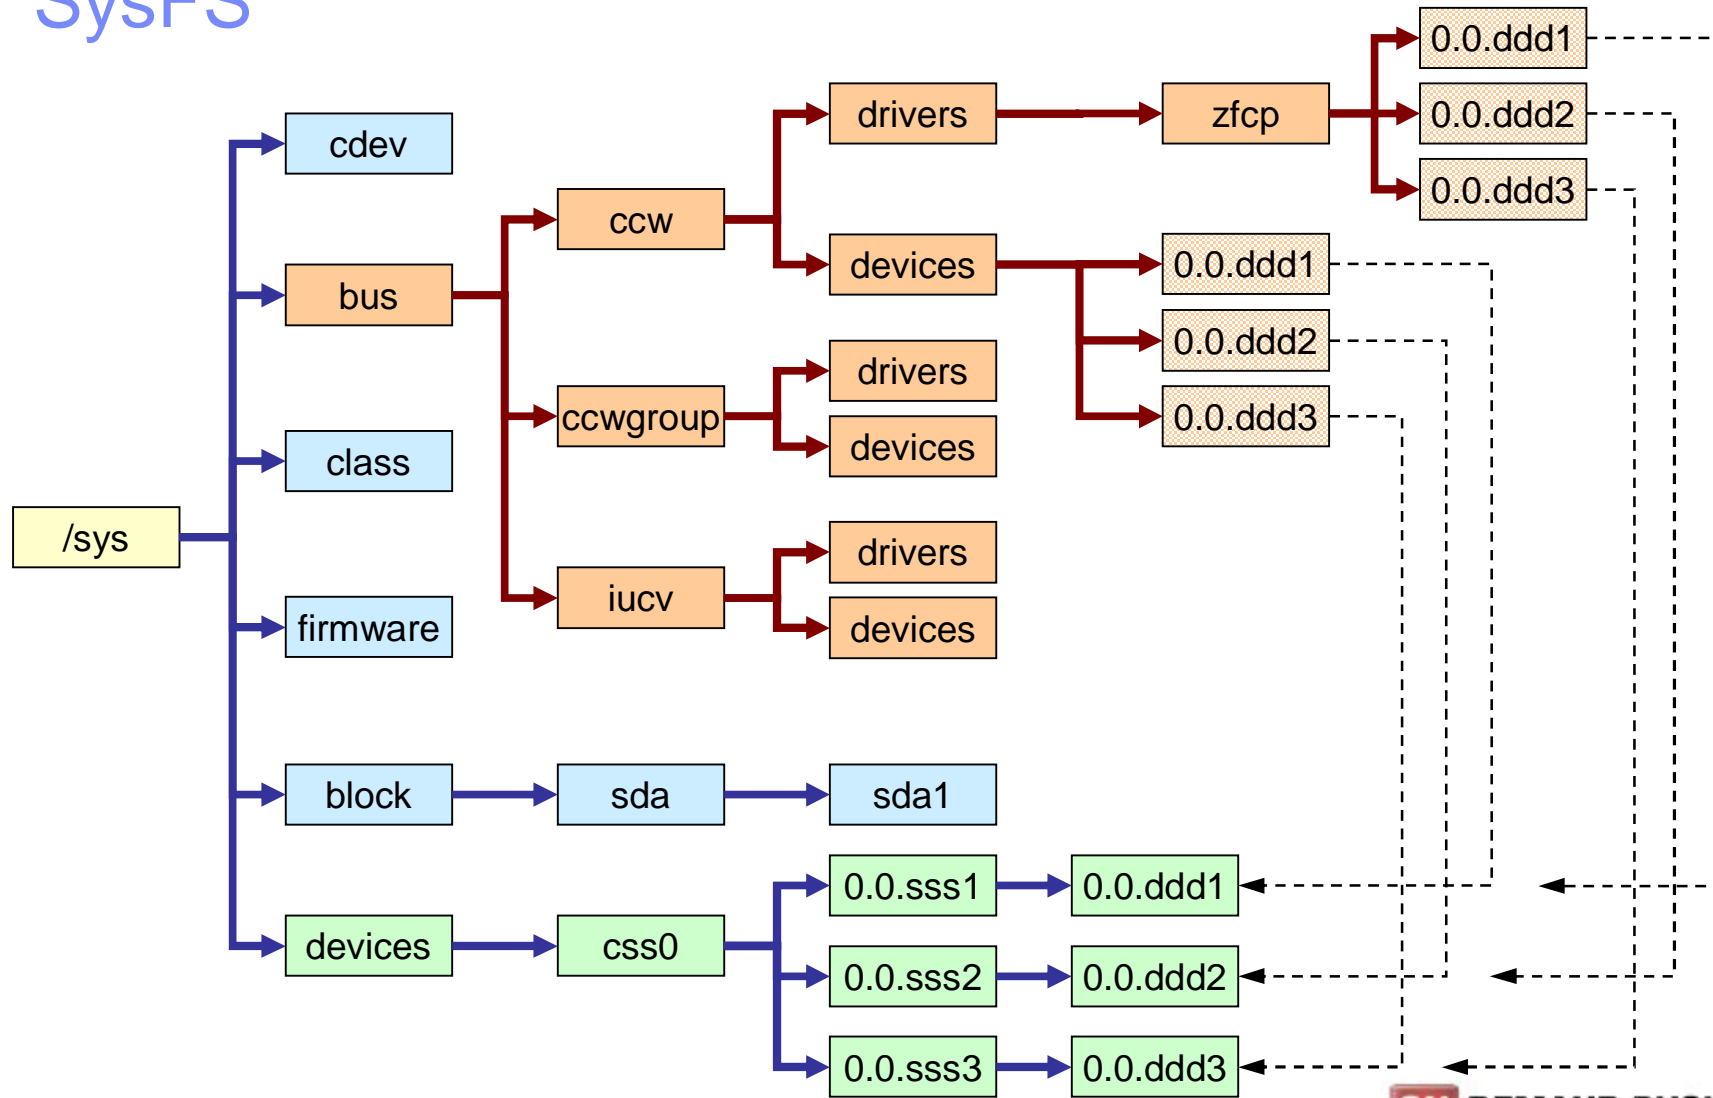 SysFS
0.0.ddd1
drivers
zfcp
0.0.ddd2
cdev
0.0.ddd3
ccw
devices
0.0.ddd1
bus
0.0.ddd2
drivers
ccwgroup
0.0.ddd3
devices
class
/sys
drivers
iucv
firmware
devices
block
sda
sda1
0.0.sss1
0.0.ddd1
devices
css0
0.0.sss2
0.0.ddd2
0.0.sss3
0.0.ddd3